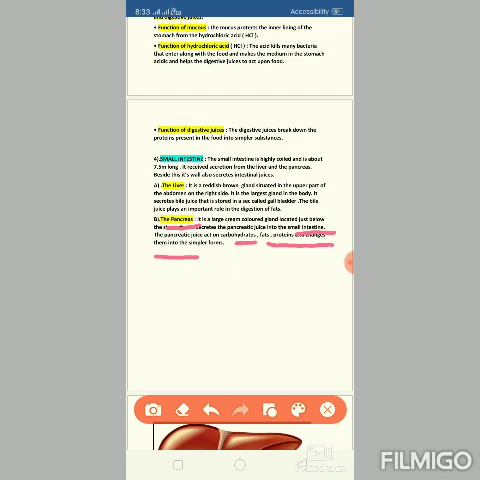 8:33
Accessibility
and digestive juices.
• Function of mucous : the mucus protects the inner lining of the
stomach from the hydrochloric acid ( HCl ).
• Function of hydrochloric acid ( HCl ) : The acid kills many bacteria
that enter along with the food and makes the medium in the stomach
acidic and helps the digestive juices to act upon food.
• Function of digestive juices : The digestive juices break down the
proteins present in the food into simpler substances.
4).SMALL INTESTINE : The small intestine is highly coiled and is about
7.5m long . It received secretion from the liver and the pancreas.
Beside this it's wall also secretes intestinal juices.
A) .The liver : It is a reddish brown gland situated in the upper part of
the abdomen on the right side. It is the largest gland in the body. It
secretes bile juice that is stored in a sec called gall bladder .The bile
juice plays an important role in the digestion of fats.
B).The Pancreas : It is a large cream coloured gland located just below
the secretes the pancreatic juice into the small intestine.
The pancreatic juice act on carbohydrates , fats , proteins and changes
them into the simpler forms.
RECORDER
FILMIGO